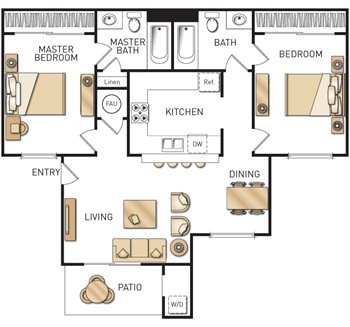 MASTER
BEDROOM
MASTER
BATH
BATH
BEDROOM
Linen
Ref.
FAU
KITCHEN
DW
ENTRY
DINING
LIVING
PATIO
W/D